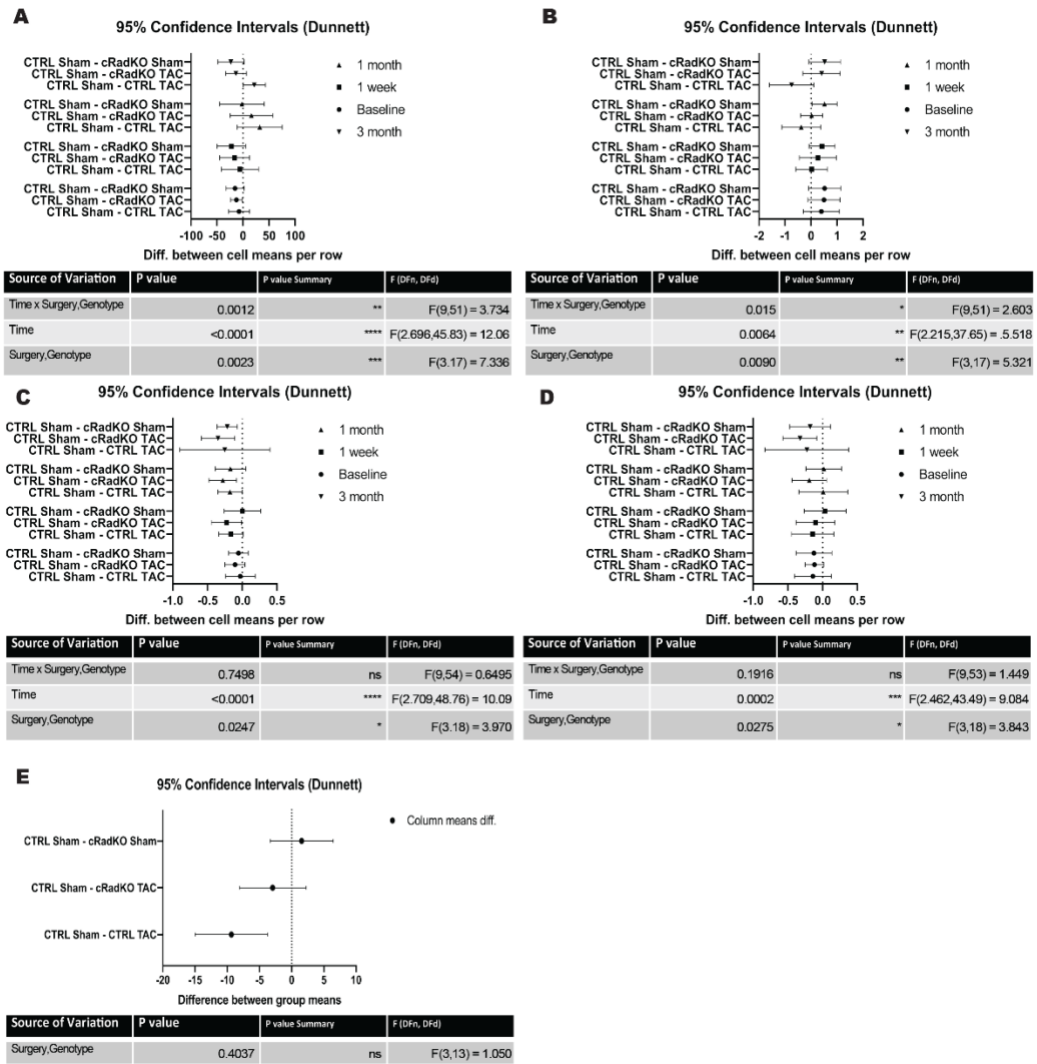 A
95% Confidence Intervals (Dunnett)
CTRL Sham - cRadKO Sham
CTRL Sham - cRadKO TAC
CTRL Sham - CTRL TAC
CTRL Sham - cRadKO Sham
CTRL Sham - cRadKO TAC
CTRL Sham - CTRL TAC
CTRL Sham - cRadKO Sham
CTRL Sham - cRadKO TAC
CTRL Sham - CTRL TAC
CTRL Sham - cRadKO Sham
CTRL Sham - cRadKO TAC
CTRL Sham - CTRL TAC
1 month
1 week
Baseline
3 month
-100 -50 0 50 100
Diff. between cell means per row
Source of Variation P value P value Summary F (DFn, DFd)
Time x Surgery,Genotype 0.0012 ** F(9,51) = 3.734
Time <0.0001 **** F(2.696,45.83) = 12.06
Surgery,Genotype 0.0023 *** F(3.17) = 7.336
B
95% Confidence Intervals (Dunnett)
CTRL Sham - cRadKO Sham
CTRL Sham - cRadKO TAC
CTRL Sham - CTRL TAC
CTRL Sham - cRadKO Sham
CTRL Sham - cRadKO TAC
CTRL Sham - CTRL TAC
CTRL Sham - cRadKO Sham
CTRL Sham - cRadKO TAC
CTRL Sham - CTRL TAC
CTRL Sham - cRadKO Sham
CTRL Sham - cRadKO TAC
CTRL Sham - CTRL TAC
1 month
1 week
Baseline
3 month
-2 -1 0 1 2
Diff. between cell means per row
Source of Variation P value P value Summary F (DFn, DFd)
Time x Surgery,Genotype 0.015 * F(9,51) = 2.603
Time 0.0064 ** F(2.215,37.65) = .5.518
Surgery,Genotype 0.0090 ** F(3,17) = 5.321
C
95% Confidence Intervals (Dunnett)
CTRL Sham - cRadKO Sham
CTRL Sham - cRadKO TAC
CTRL Sham - CTRL TAC
CTRL Sham - cRadKO Sham
CTRL Sham - cRadKO TAC
CTRL Sham - CTRL TAC
CTRL Sham - cRadKO Sham
CTRL Sham - cRadKO TAC
CTRL Sham - CTRL TAC
CTRL Sham - cRadKO Sham
CTRL Sham - cRadKO TAC
CTRL Sham - CTRL TAC
1 month
1 week
Baseline
3 month
-1.0 -0.5 0.0 0.5
Diff. between cell means per row
Source of Variation P value P value Summary F (DFn, DFd)
Time x Surgery,Genotype 0.7498 ns F(9,54) = 0.6495
Time <0.0001 **** F(2.709,48.76) = 10.09
Surgery,Genotype 0.0247 * F(3.18) = 3.970
D
95% Confidence Intervals (Dunnett)
CTRL Sham - cRadKO Sham
CTRL Sham - cRadKO TAC
CTRL Sham - CTRL TAC
CTRL Sham - cRadKO Sham
CTRL Sham - cRadKO TAC
CTRL Sham - CTRL TAC
CTRL Sham - cRadKO Sham
CTRL Sham - cRadKO TAC
CTRL Sham - CTRL TAC
CTRL Sham - cRadKO Sham
CTRL Sham - cRadKO TAC
CTRL Sham - CTRL TAC
1 month
1 week
Baseline
3 month
-1.0 -0.5 0.0 0.5
Diff. between cell means per row
Source of Variation P value P value Summary F (DFn, DFd)
Time x Surgery,Genotype 0.1916 ns F(9,53) = 1.449
Time 0.0002 *** F(2.462,43.49) = 9.084
Surgery,Genotype 0.0275 * F(3,18) = 3.843
E
95% Confidence Intervals (Dunnett)
CTRL Sham - cRadKO Sham
CTRL Sham - cRadKO TAC
CTRL Sham - CTRL TAC
Column means diff.
-20 -15 -10 -5 0 5 10
Difference between group means
Source of Variation P value P value Summary F (DFn, DFd)
Surgery,Genotype 0.4037 ns F(3,13) = 1.050